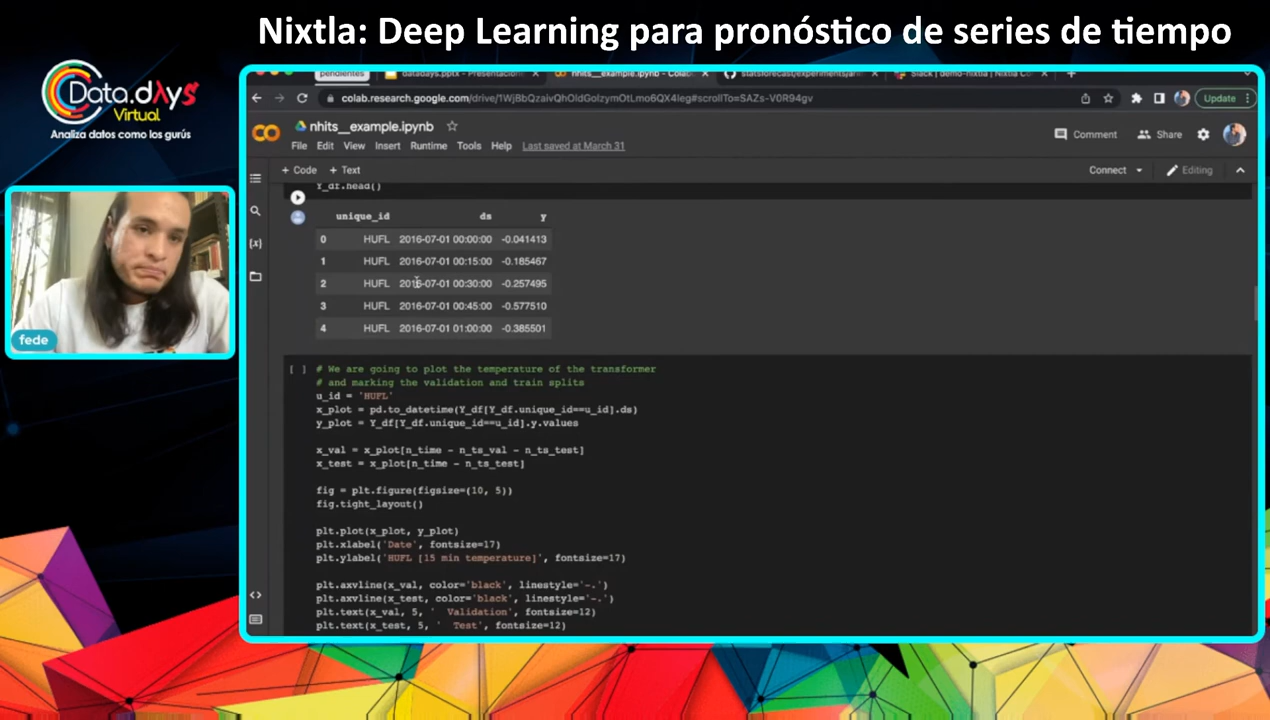 Nixtla: Deep Learning para pronóstico de series de tiempo
Data.dAys
Virtual
Analiza datos como los gurús
fede
pendientes
datadays.pptx - Presentación
nhits__example.ipynb - Colab
statsforecast/experiments/ari
Slack | demo-nixtla | Nixtla Co
colab.research.google.com/drive/
Update
nhits__example.ipynb
File Edit View Insert Runtime Tools Help Last saved at March 31
Comment Share
+ Code + Text
Connect Editing
Y_df.head()
unique_id ds y
0 HUFL 2016-07-01 00:00:00 -0.041413
1 HUFL 2016-07-01 00:15:00 -0.185467
2 HUFL 2016-07-01 00:30:00 -0.257495
3 HUFL 2016-07-01 00:45:00 -0.577510
4 HUFL 2016-07-01 01:00:00 -0.385501
[ ] # We are going to plot the temperature of the transformer
# and marking the validation and train splits
u_id = 'HUFL'
x_plot = pd.to_datetime(Y_df[Y_df.unique_id==u_id].ds)
y_plot = Y_df[Y_df.unique_id==u_id].y.values
x_val = x_plot[n_time - n_ts_val - n_ts_test]
x_test = x_plot[n_time - n_ts_test]
fig = plt.figure(figsize=(10, 5))
fig.tight_layout()
plt.plot(x_plot, y_plot)
plt.xlabel('Date', fontsize=17)
plt.ylabel('HUFL [15 min temperature]', fontsize=17)
plt.axvline(x_val, color='black', linestyle='-.')
plt.axvline(x_test, color='black', linestyle='-.')
plt.text(x_val, 5, '  Validation', fontsize=12)
plt.text(x_test, 5, '  Test', fontsize=12)